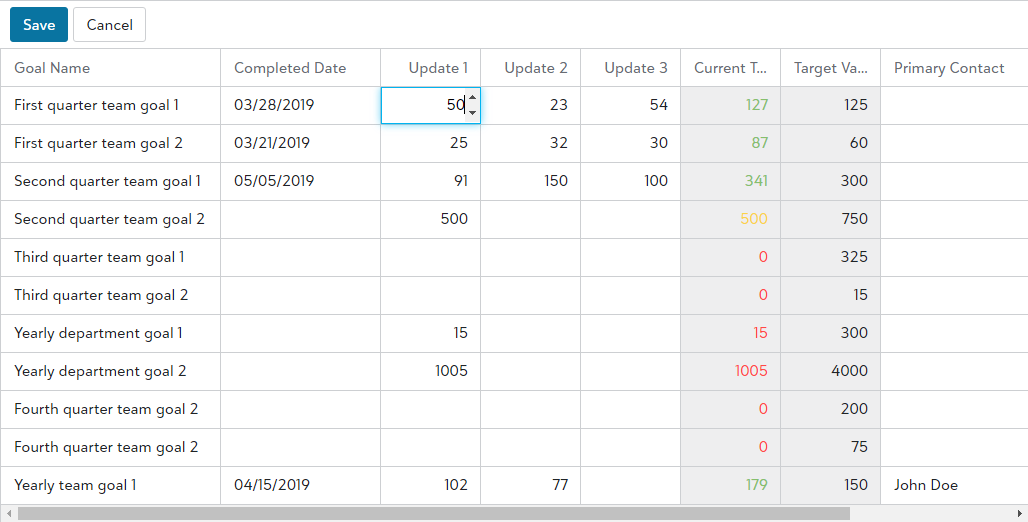 Save Cancel
Goal Name Completed Date Update 1 Update 2 Update 3 Current T... Target Va... Primary Contact
First quarter team goal 1 03/28/2019 50 23 54 127 125
First quarter team goal 2 03/21/2019 25 32 30 87 60
Second quarter team goal 1 05/05/2019 91 150 100 341 300
Second quarter team goal 2 500 500 750
Third quarter team goal 1 0 325
Third quarter team goal 2 0 15
Yearly department goal 1 15 15 300
Yearly department goal 2 1005 1005 4000
Fourth quarter team goal 2 0 200
Fourth quarter team goal 2 0 75
Yearly team goal 1 04/15/2019 102 77 179 150 John Doe